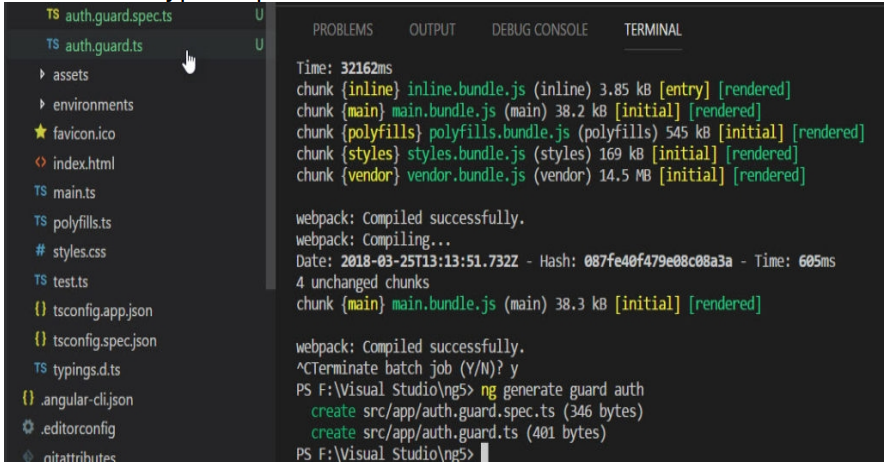 TS auth.guard.spec.ts U
TS auth.guard.ts U
assets
environments
favicon.ico
<> index.html
TS main.ts
TS polyfills.ts
# styles.css
TS test.ts
{} tsconfig.app.json
{} tsconfig.spec.json
TS typings.d.ts
{} .angular-cli.json
.editorconfig
.gitattributes
PROBLEMS OUTPUT DEBUG CONSOLE TERMINAL
Time: 32162ms
chunk {inline} inline.bundle.js (inline) 3.85 kB [entry] [rendered]
chunk {main} main.bundle.js (main) 38.2 kB [initial] [rendered]
chunk {polyfills} polyfills.bundle.js (polyfills) 545 kB [initial] [rendered]
chunk {styles} styles.bundle.js (styles) 169 kB [initial] [rendered]
chunk {vendor} vendor.bundle.js (vendor) 14.5 MB [initial] [rendered]
webpack: Compiled successfully.
webpack: Compiling...
Date: 2018-03-25T13:13:51.732Z - Hash: 087fe40f479e08c08a3a - Time: 605ms
4 unchanged chunks
chunk {main} main.bundle.js (main) 38.3 kB [initial] [rendered]
webpack: Compiled successfully.
^CTerminate batch job (Y/N)? y
PS F:\Visual Studio\ng5> ng generate guard auth
create src/app/auth.guard.spec.ts (346 bytes)
create src/app/auth.guard.ts (401 bytes)
PS F:\Visual Studio\ng5>